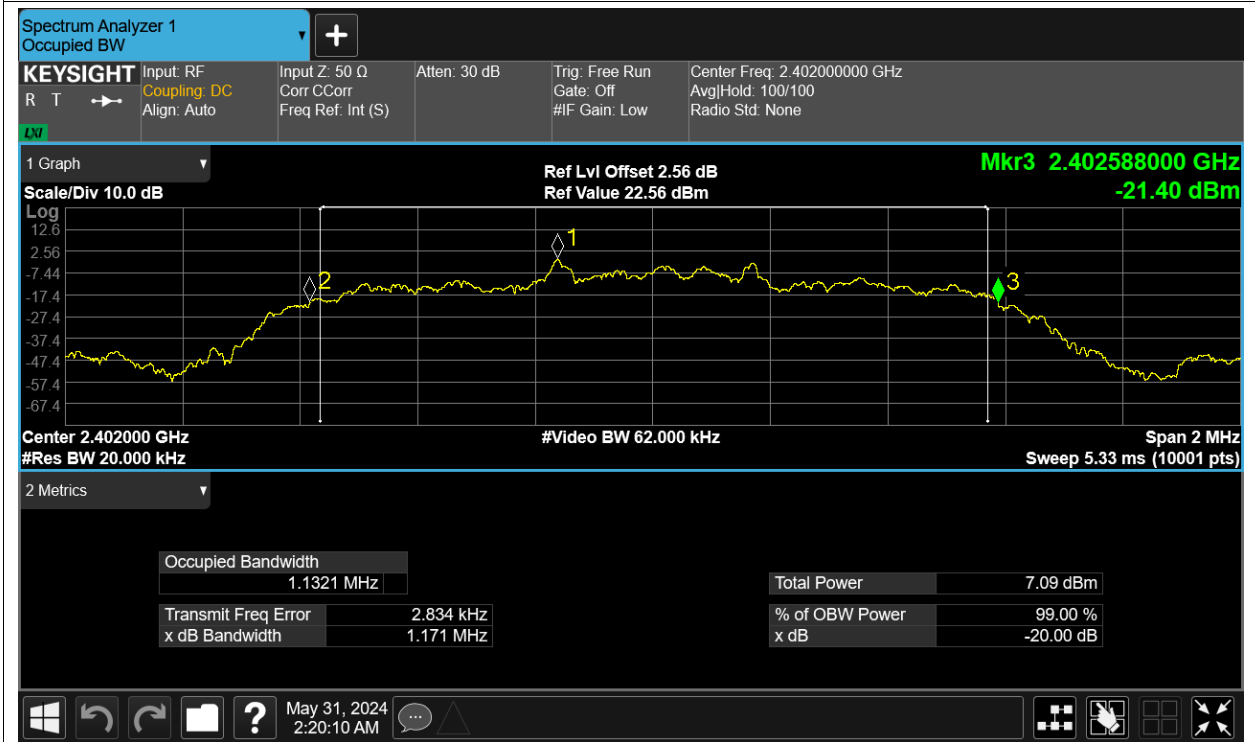 Spectrum Analyzer 1
Occupied BW
KEYSIGHT
R T
LXI
Input: RF
Coupling: DC
Align: Auto
Input Z: 50 Ω
Corr CCorr
Freq Ref: Int (S)
Atten: 30 dB
Trig: Free Run
Gate: Off
#IF Gain: Low
Center Freq: 2.402000000 GHz
Avg|Hold: 100/100
Radio Std: None
1 Graph
Scale/Div 10.0 dB
Ref Lvl Offset 2.56 dB
Ref Value 22.56 dBm
Mkr3 2.402588000 GHz
-21.40 dBm
Log
12.6
2.56
-7.44
-17.4
-27.4
-37.4
-47.4
-57.4
-67.4
1
2
3
Center 2.402000 GHz
#Res BW 20.000 kHz
#Video BW 62.000 kHz
Span 2 MHz
Sweep 5.33 ms (10001 pts)
2 Metrics
Occupied Bandwidth
1.1321 MHz
Transmit Freq Error 2.834 kHz
x dB Bandwidth 1.171 MHz
Total Power 7.09 dBm
% of OBW Power 99.00 %
x dB -20.00 dB
?
May 31, 2024
2:20:10 AM